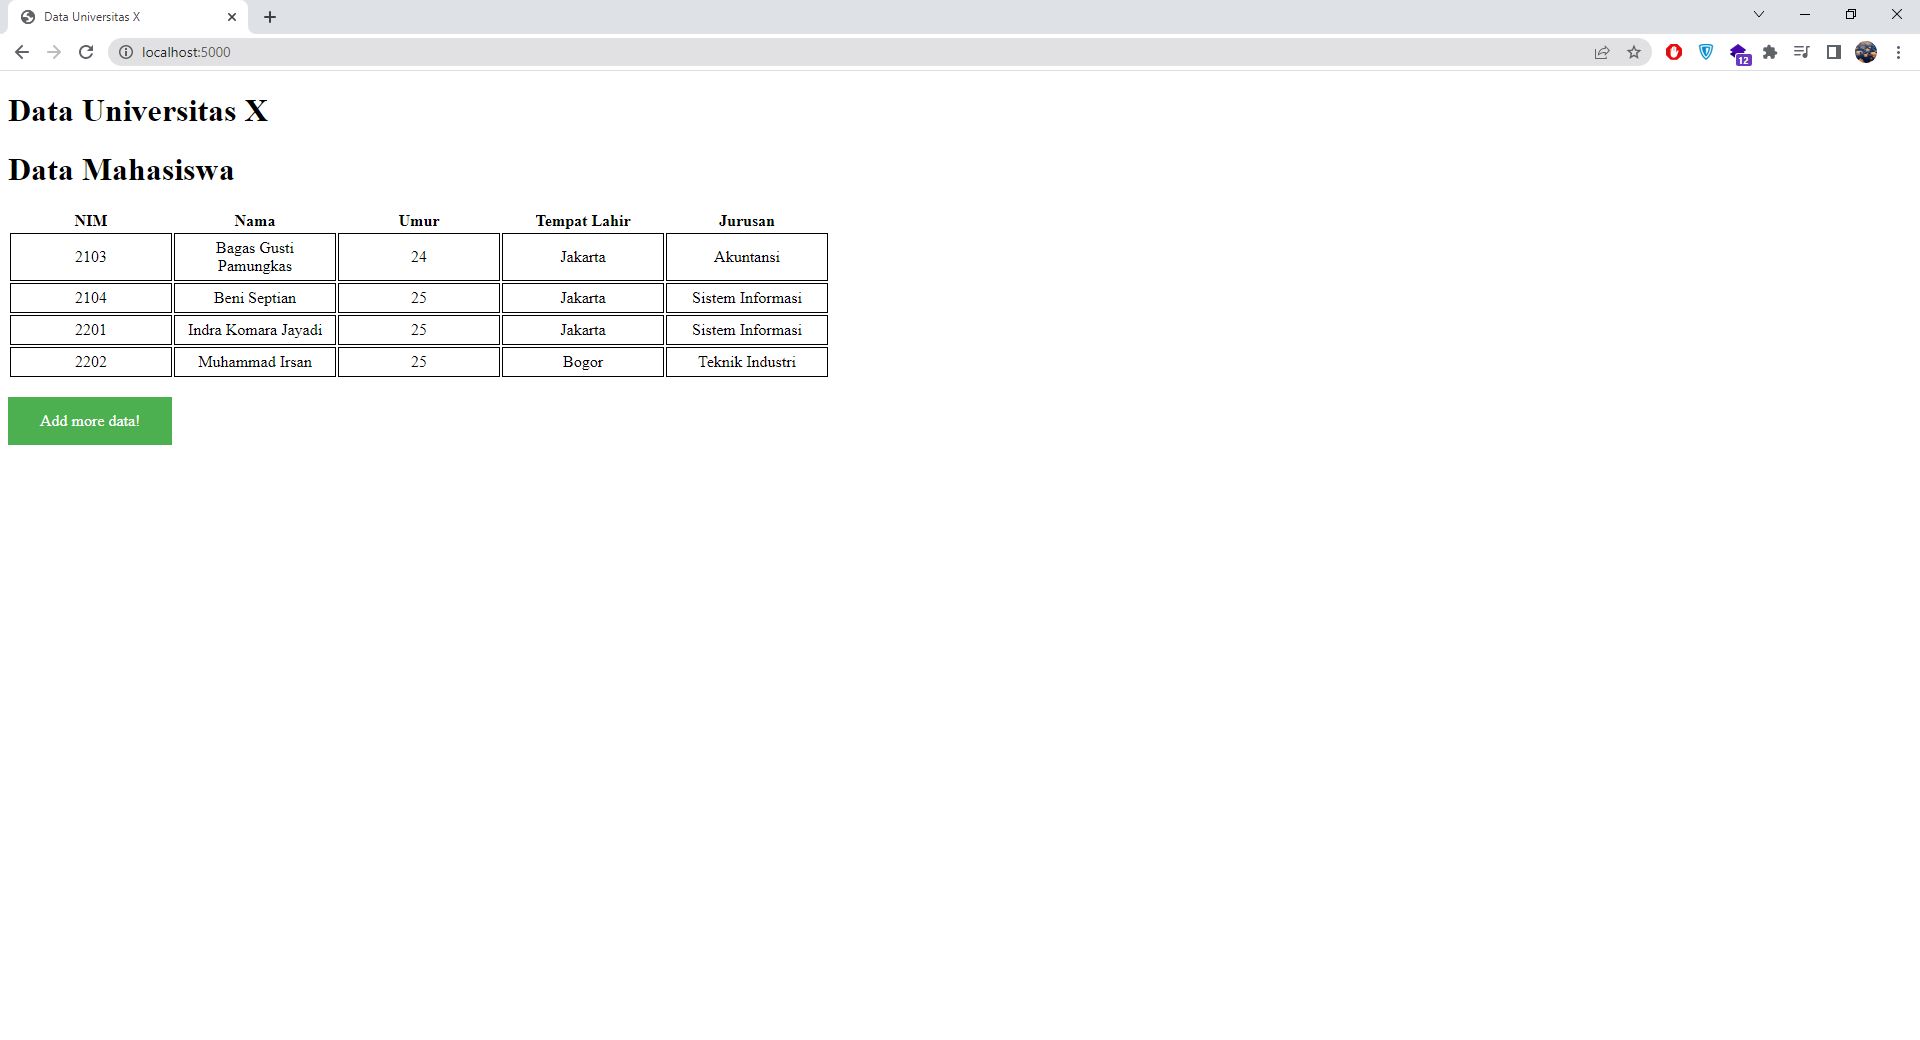 Data Universitas X
localhost:5000
12
Data Universitas X
Data Mahasiswa
NIM Nama Umur Tempat Lahir Jurusan
2103 Bagas Gusti Pamungkas 24 Jakarta Akuntansi
2104 Beni Septian 25 Jakarta Sistem Informasi
2201 Indra Komara Jayadi 25 Jakarta Sistem Informasi
2202 Muhammad Irsan 25 Bogor Teknik Industri
Add more data!